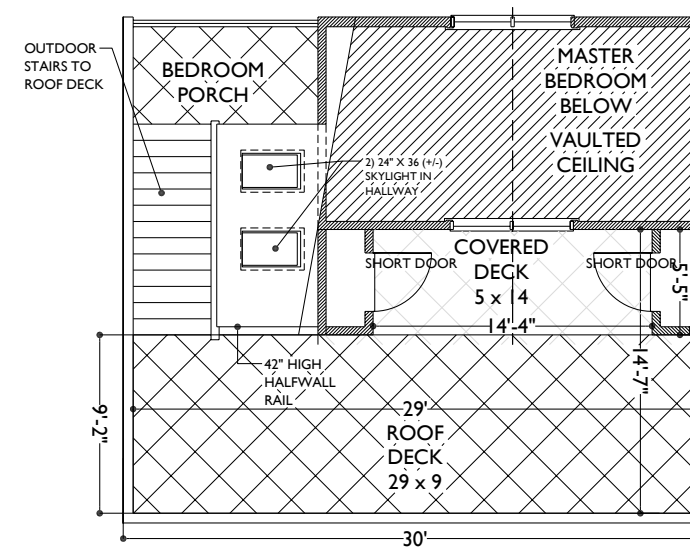 OUTDOOR
STAIRS TO
ROOF DECK
BEDROOM
PORCH
MASTER
BEDROOM
BELOW
VAULTED
CEILING
2) 24" X 36 (+/-)
SKYLIGHT IN
HALLWAY
COVERED
DECK
5 x 14
SHORT DOOR
SHORT DOOR
5'-5"
14'-4"
14'-7"
42" HIGH
HALFWALL
RAIL
9'-2"
29'
ROOF
DECK
29 x 9
30'